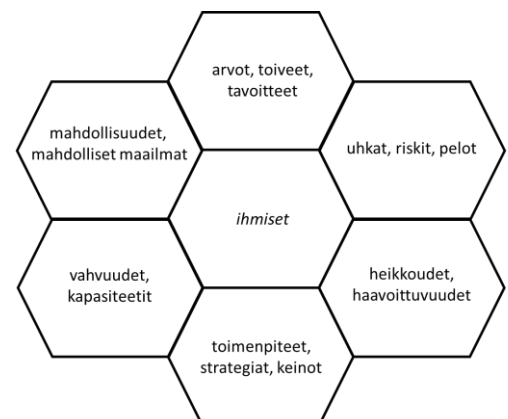 arvot, toiveet,
tavoitteet
mahdollisuudet,
mahdolliset maailmat
uhkat, riskit, pelot
ihmiset
vahvuudet,
kapasiteetit
heikkoudet,
haavoittuvuudet
toimenpiteet,
strategiat, keinot